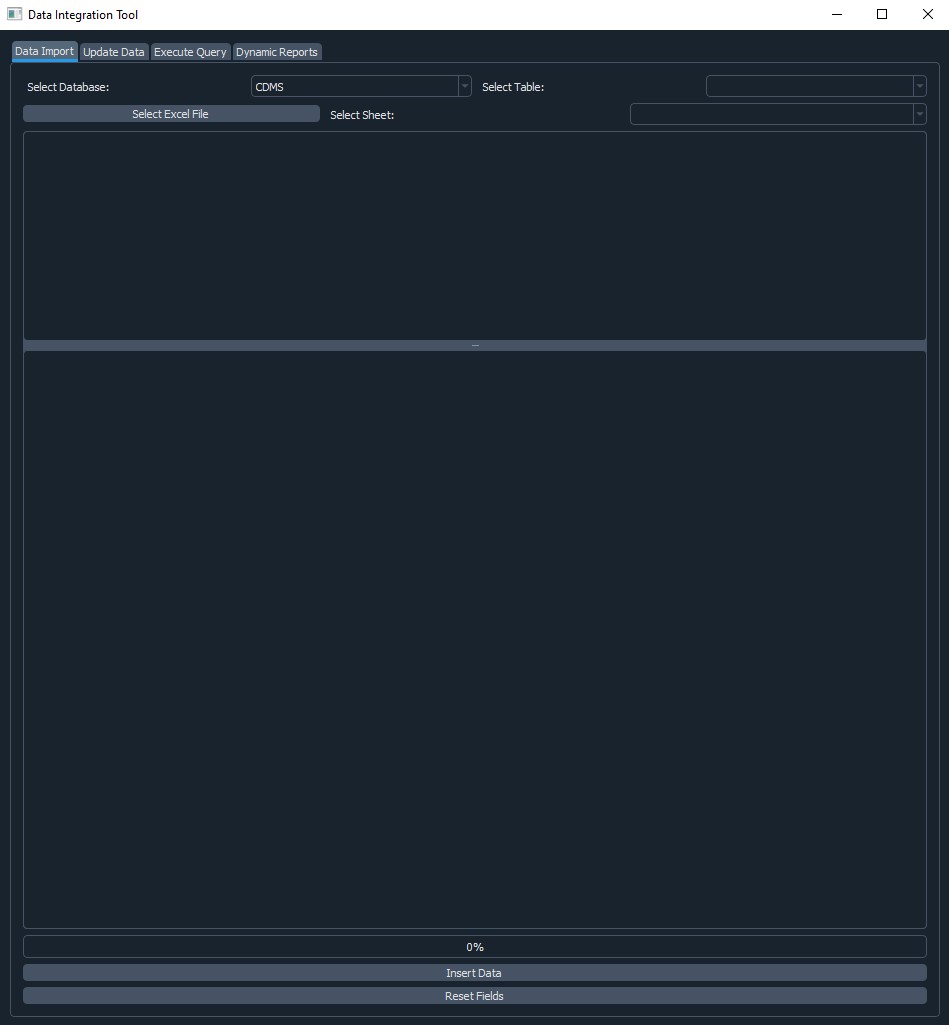 Data Integration Tool
Data Import Update Data Execute Query Dynamic Reports
Select Database: CDMS Select Table:
Select Excel File Select Sheet:
0%
Insert Data
Reset Fields